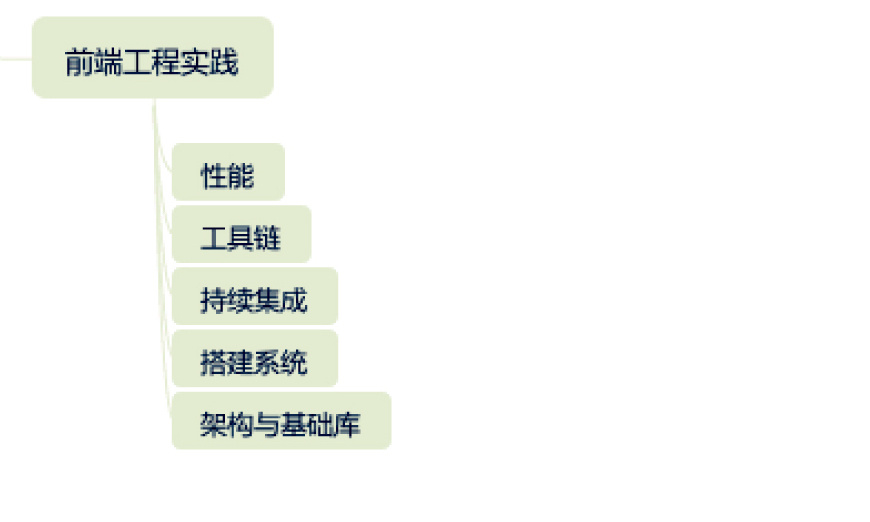 前端工程实践
性能
工具链
持续集成
搭建系统
架构与基础库